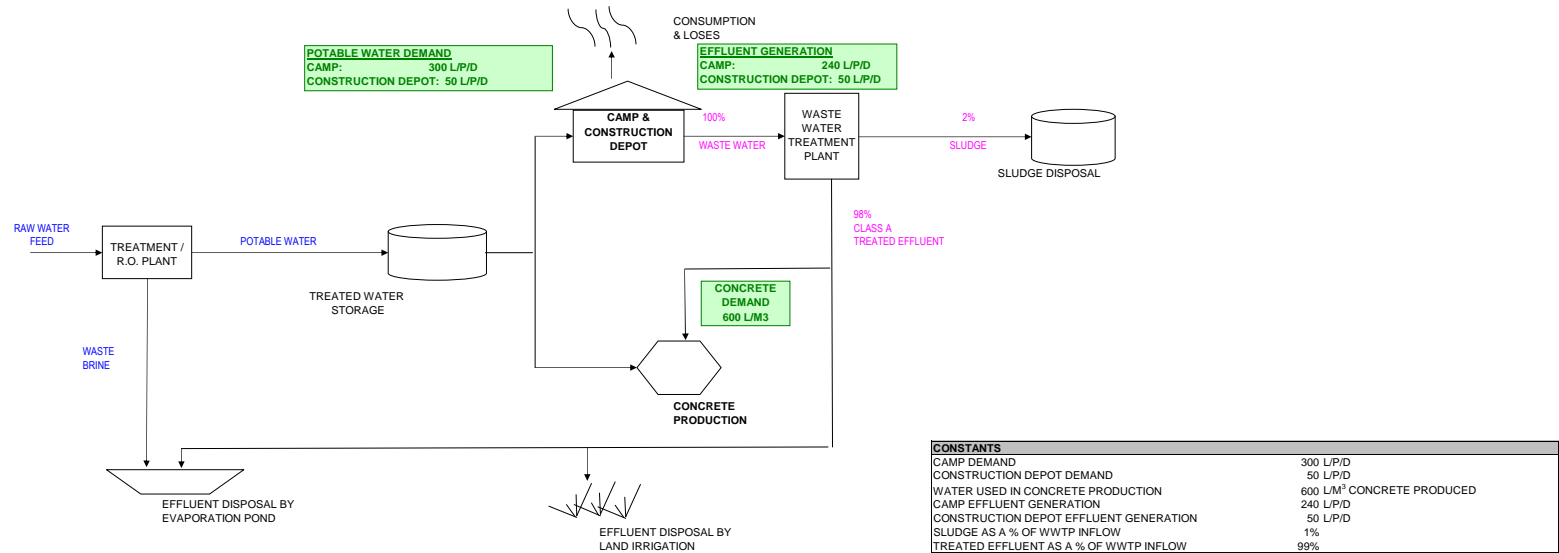 CONSUMPTION
& LOSES
POTABLE WATER DEMAND
CAMP: 300 L/P/D
CONSTRUCTION DEPOT: 50 L/P/D
EFFLUENT GENERATION
CAMP: 240 L/P/D
CONSTRUCTION DEPOT: 50 L/P/D
CAMP &
CONSTRUCTION
DEPOT
100%
WASTE WATER
WASTE
WATER
TREATMENT
PLANT
2%
SLUDGE
SLUDGE DISPOSAL
98%
CLASS A
TREATED EFFLUENT
RAW WATER
FEED
TREATMENT /
R.O. PLANT
POTABLE WATER
TREATED WATER
STORAGE
CONCRETE
DEMAND
600 L/M3
WASTE
BRINE
CONCRETE
PRODUCTION
EFFLUENT DISPOSAL BY
EVAPORATION POND
EFFLUENT DISPOSAL BY
LAND IRRIGATION
CONSTANTS
CAMP DEMAND 300 L/P/D
CONSTRUCTION DEPOT DEMAND 50 L/P/D
WATER USED IN CONCRETE PRODUCTION 600 L/M³ CONCRETE PRODUCED
CAMP EFFLUENT GENERATION 240 L/P/D
CONSTRUCTION DEPOT EFFLUENT GENERATION 50 L/P/D
SLUDGE AS A % OF WWTP INFLOW 1%
TREATED EFFLUENT AS A % OF WWTP INFLOW 99%